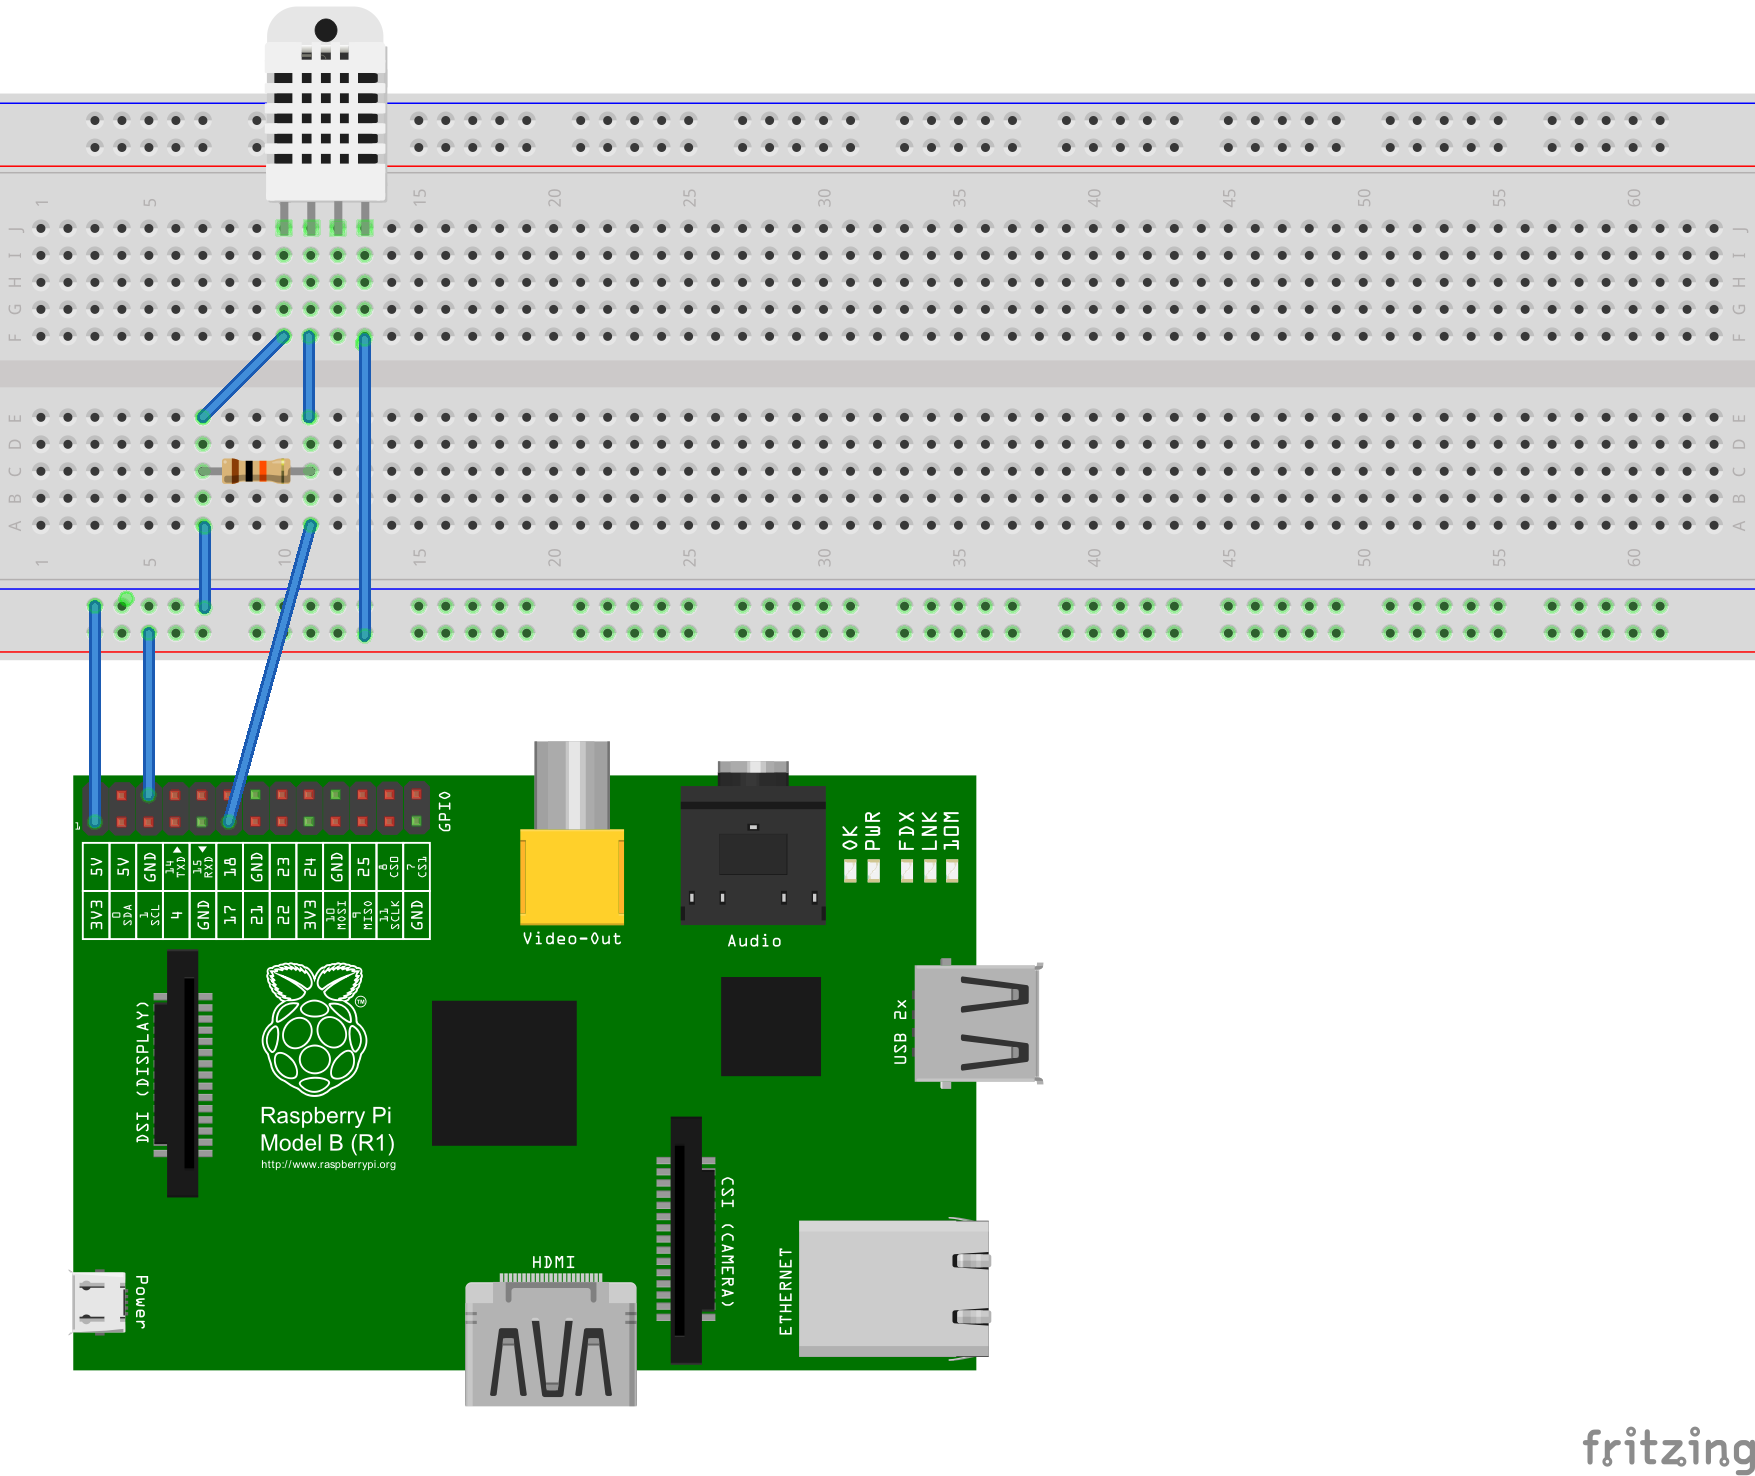 1 5 15 20 25 30 35 40 45 50 55 60
J J
I I
H H
G G
F F
E E
D D
C C
B B
A A
1 5 10 15 20 25 30 35 40 45 50 55 60
1
GPIO
5V 5V GND 14 TXD 15 RXD 18 GND 23 24 GND 25 8 CS0 7 CS1
3V3 0 SDA 1 SCL 4 GND 17 21 22 3V3 10 MOSI 9 MISO 11 SCLK GND
OK PWR FDX LNK 10M
Video-Out
Audio
DSI (DISPLAY)
TM
Raspberry Pi
Model B (R1)
http://www.raspberrypi.org
USB 2x
CSI (CAMERA)
HDMI
ETHERNET
Power
fritzing